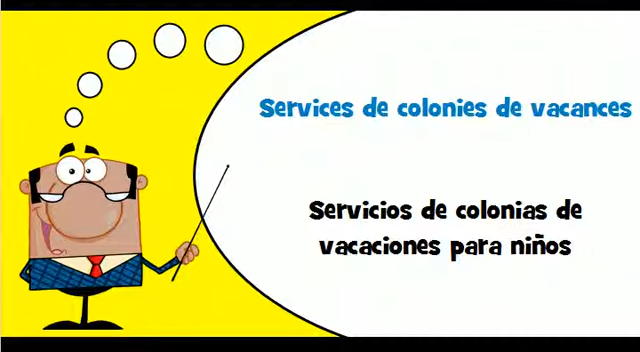 Services de colonies de vacances
Servicios de colonias de
vacaciones para niños